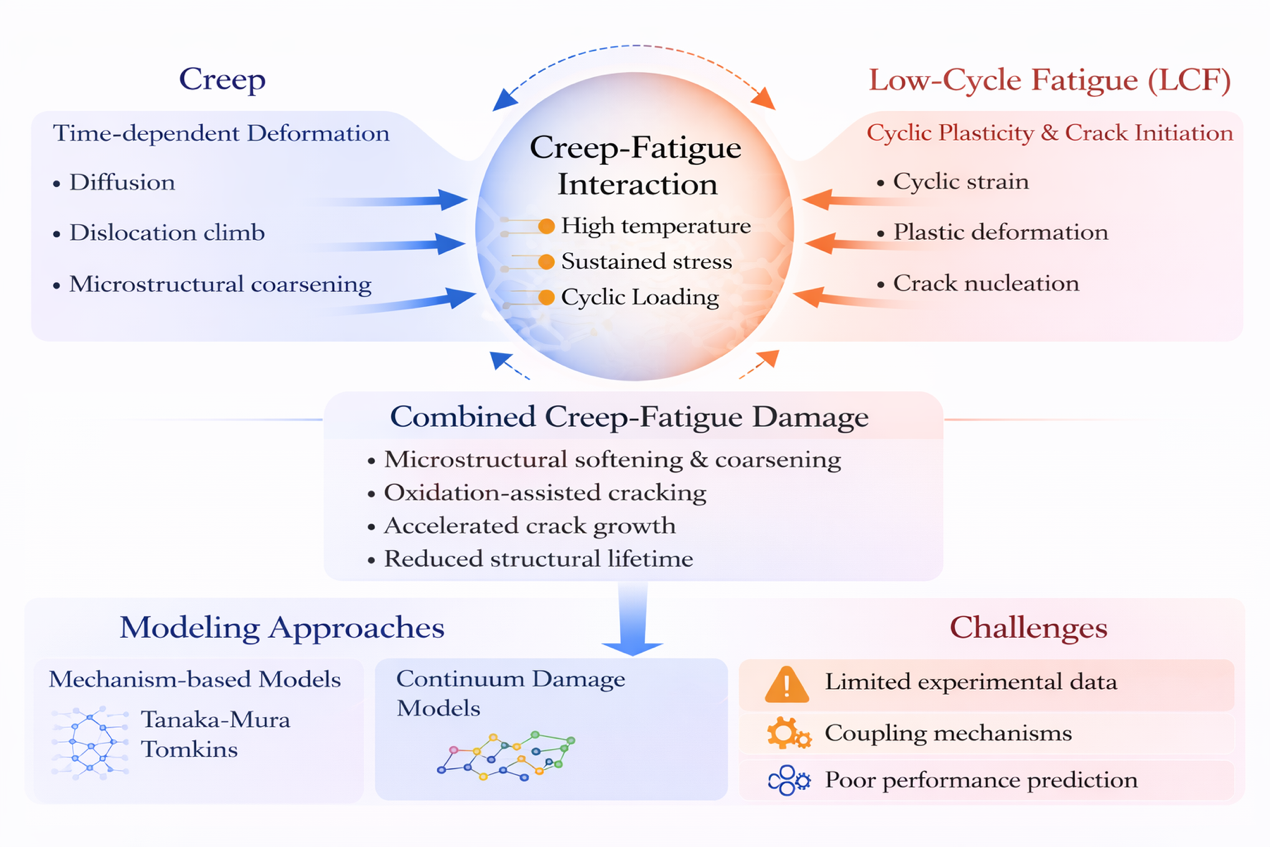 Creep
Time-dependent Deformation
• Diffusion
• Dislocation climb
• Microstructural coarsening
Creep-Fatigue
Interaction
High temperature
Sustained stress
Cyclic Loading
Low-Cycle Fatigue (LCF)
Cyclic Plasticity & Crack Initiation
• Cyclic strain
• Plastic deformation
• Crack nucleation
Combined Creep-Fatigue Damage
• Microstructural softening & coarsening
• Oxidation-assisted cracking
• Accelerated crack growth
• Reduced structural lifetime
Modeling Approaches
Mechanism-based Models
Tanaka-Mura
Tomkins
Continuum Damage
Models
Challenges
Limited experimental data
Coupling mechanisms
Poor performance prediction